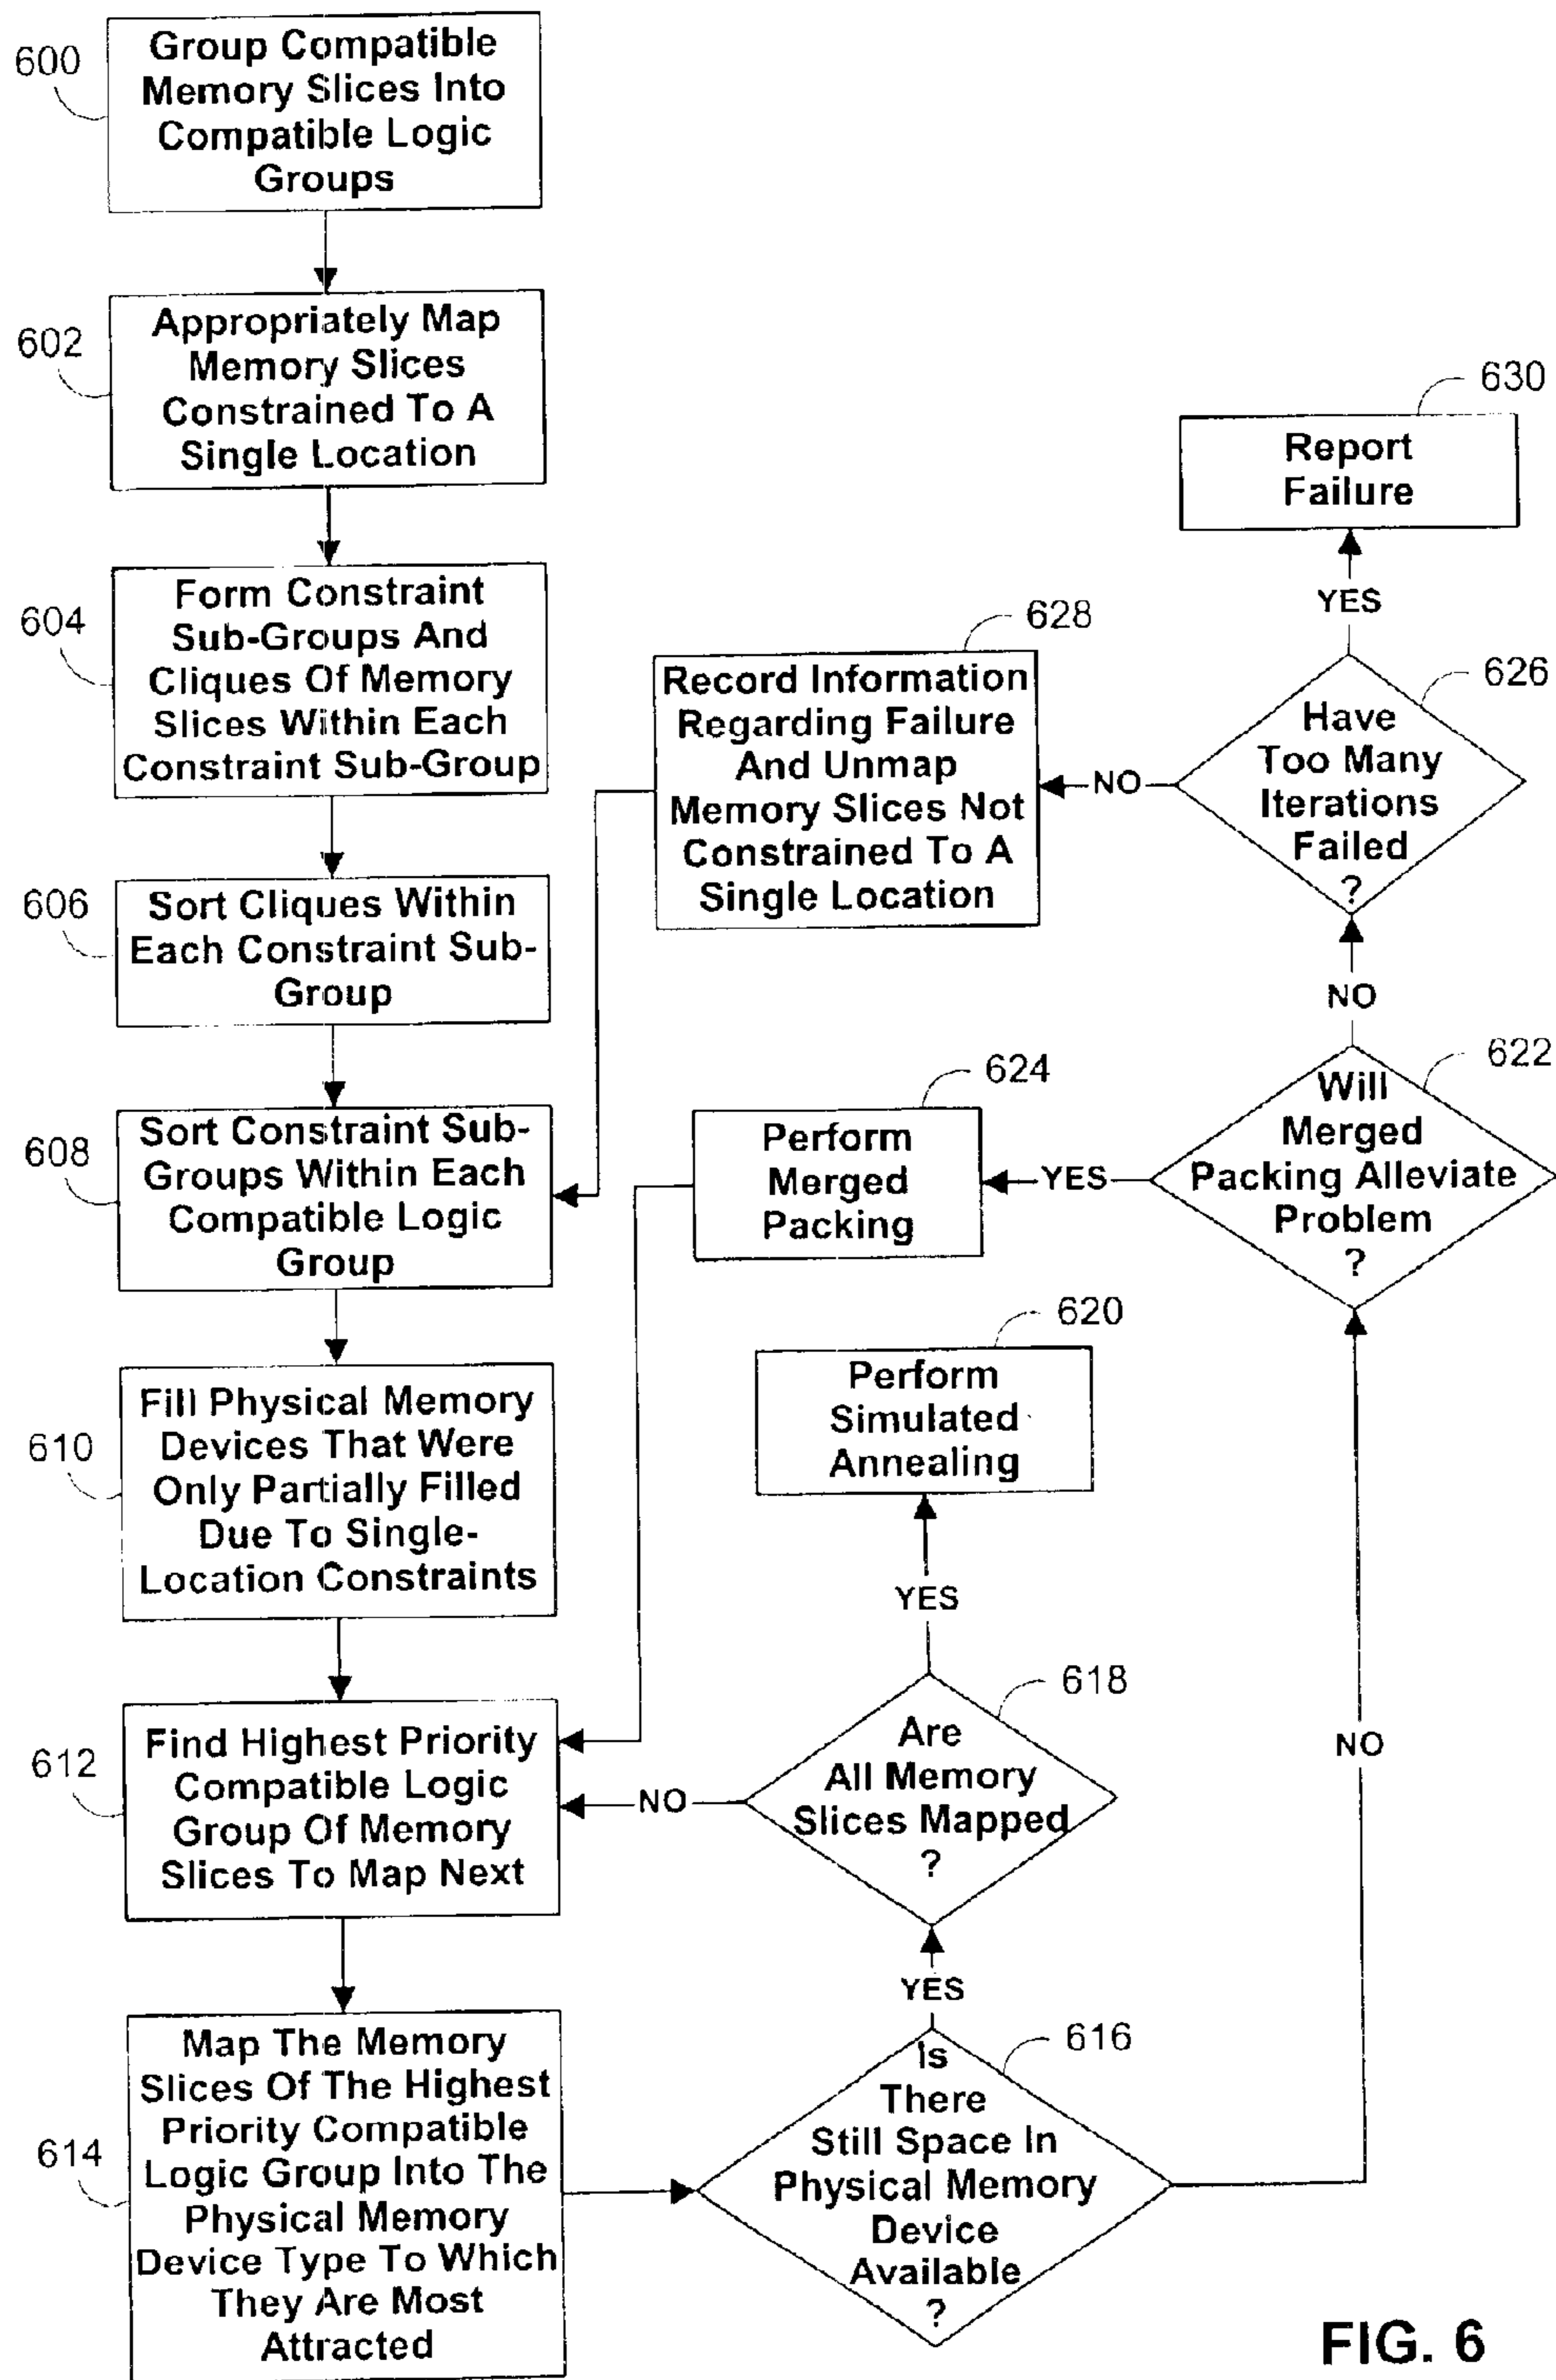 600
Group Compatible
Memory Slices Into
Compatible Logic
Groups
602
Appropriately Map
Memory Slices
Constrained To A
Single Location
604
Form Constraint
Sub-Groups And
Cliques Of Memory
Slices Within Each
Constraint Sub-Group
606
Sort Cliques Within
Each Constraint Sub-
Group
608
Sort Constraint Sub-
Groups Within Each
Compatible Logic
Group
610
Fill Physical Memory
Devices That Were
Only Partially Filled
Due To Single-
Location Constraints
612
Find Highest Priority
Compatible Logic
Group Of Memory
Slices To Map Next
614
Map The Memory
Slices Of The Highest
Priority Compatible
Logic Group Into The
Physical Memory
Device Type To Which
They Are Most
Attracted
616
Is
There
Still Space In
Physical Memory
Device
Available
?
YES
NO
618
Are
All Memory
Slices Mapped
?
NO
YES
620
Perform
Simulated
Annealing
622
Will
Merged
Packing Alleviate
Problem
?
YES
NO
624
Perform
Merged
Packing
626
Have
Too Many
Iterations
Failed
?
NO
YES
628
Record Information
Regarding Failure
And Unmap
Memory Slices Not
Constrained To A
Single Location
630
Report
Failure
FIG. 6